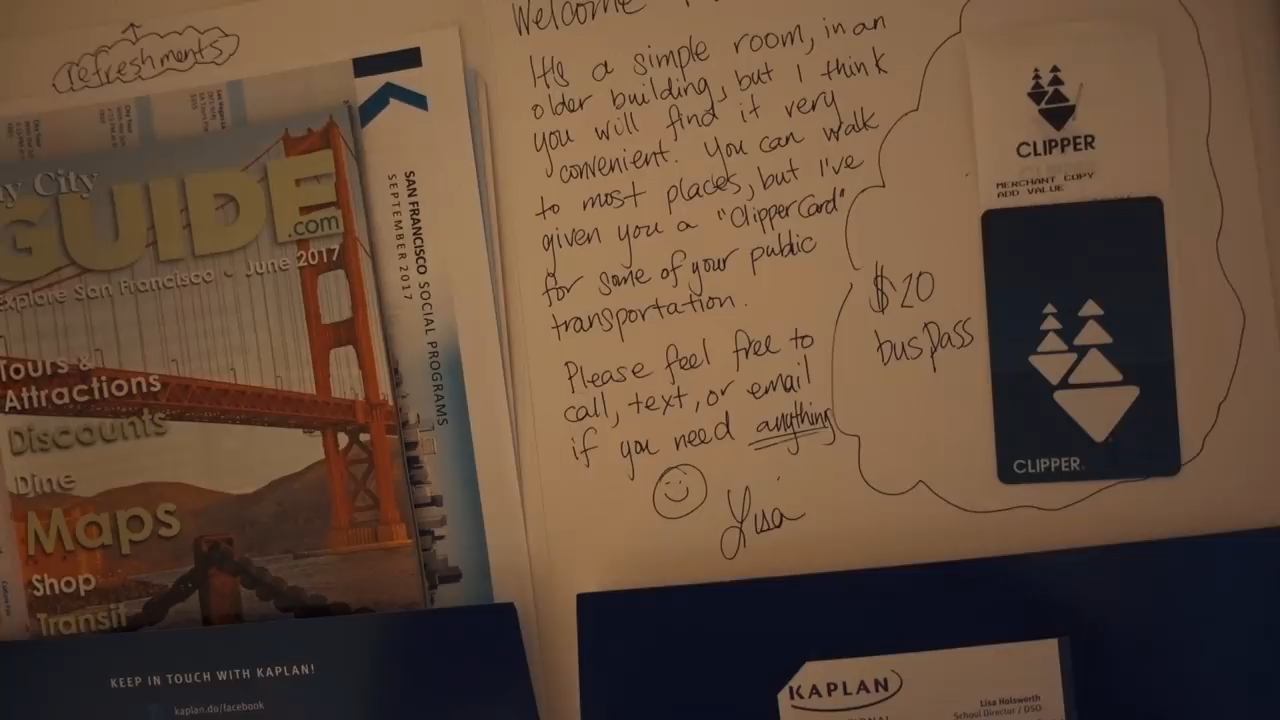 refreshments
y City
GUIDE
.com
explore San Francisco • June 2017
Tours &
Attractions
Discounts
Dine
Maps
Shop
Transit
SAN FRANCISCO SOCIAL PROGRAMS
SEPTEMBER 2017
KEEP IN TOUCH WITH KAPLAN!
kaplan.do/facebook
Welcome
It's a simple room, in an
older building, but I think
you will find it very
convenient. You can walk
to most places, but I've
given you a "Clipper Card"
for some of your public
transportation.
Please feel free to
call, text, or email
if you need anything
Lisa
$20
bus pass
CLIPPER
MERCHANT COPY
ADD VALUE
CLIPPER.
KAPLAN
Lisa Holsworth
School Director / DSO